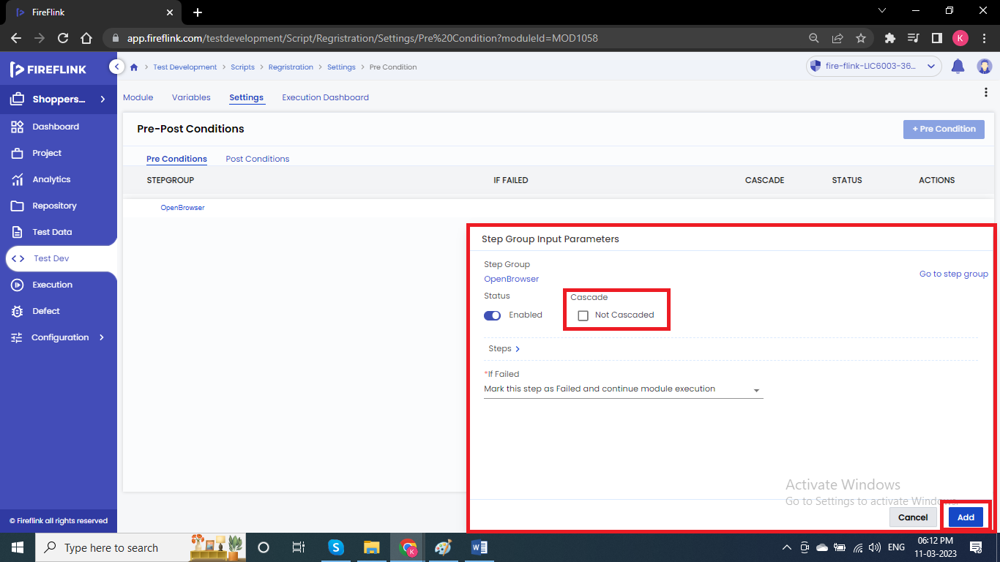 FireFlink
app.fireflink.com/testdevelopment/Script/Regristration/Settings/Pre%20Condition?moduleId=MOD1058
K
FIREFLINK
Test Development > Scripts > Regristration > Settings > Pre Condition
fire-flink-LIC6003-36...
Shoppers...
Module Variables Settings Execution Dashboard
Dashboard
Project
Analytics
Repository
Test Data
Test Dev
Execution
Defect
Configuration
© Fireflink all rights reserved
Pre-Post Conditions
+ Pre Condition
Pre Conditions Post Conditions
STEPGROUP IF FAILED CASCADE STATUS ACTIONS
OpenBrowser
Step Group Input Parameters
Step Group
OpenBrowser
Go to step group
Status Cascade
Enabled Not Cascaded
Steps >
*If Failed
Mark this step as Failed and continue module execution
Activate Windows
Go to Settings to activate Windows.
Cancel Add
Type here to search
ENG
06:12 PM
11-03-2023